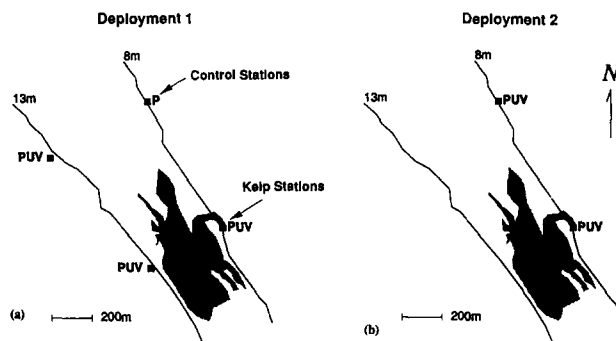 Deployment 1
8m
Control Stations
P
13m
PUV
Kelp Stations
PUV
PUV
(a)
200m
Deployment 2
8m
N
13m
PUV
PUV
(b)
200m